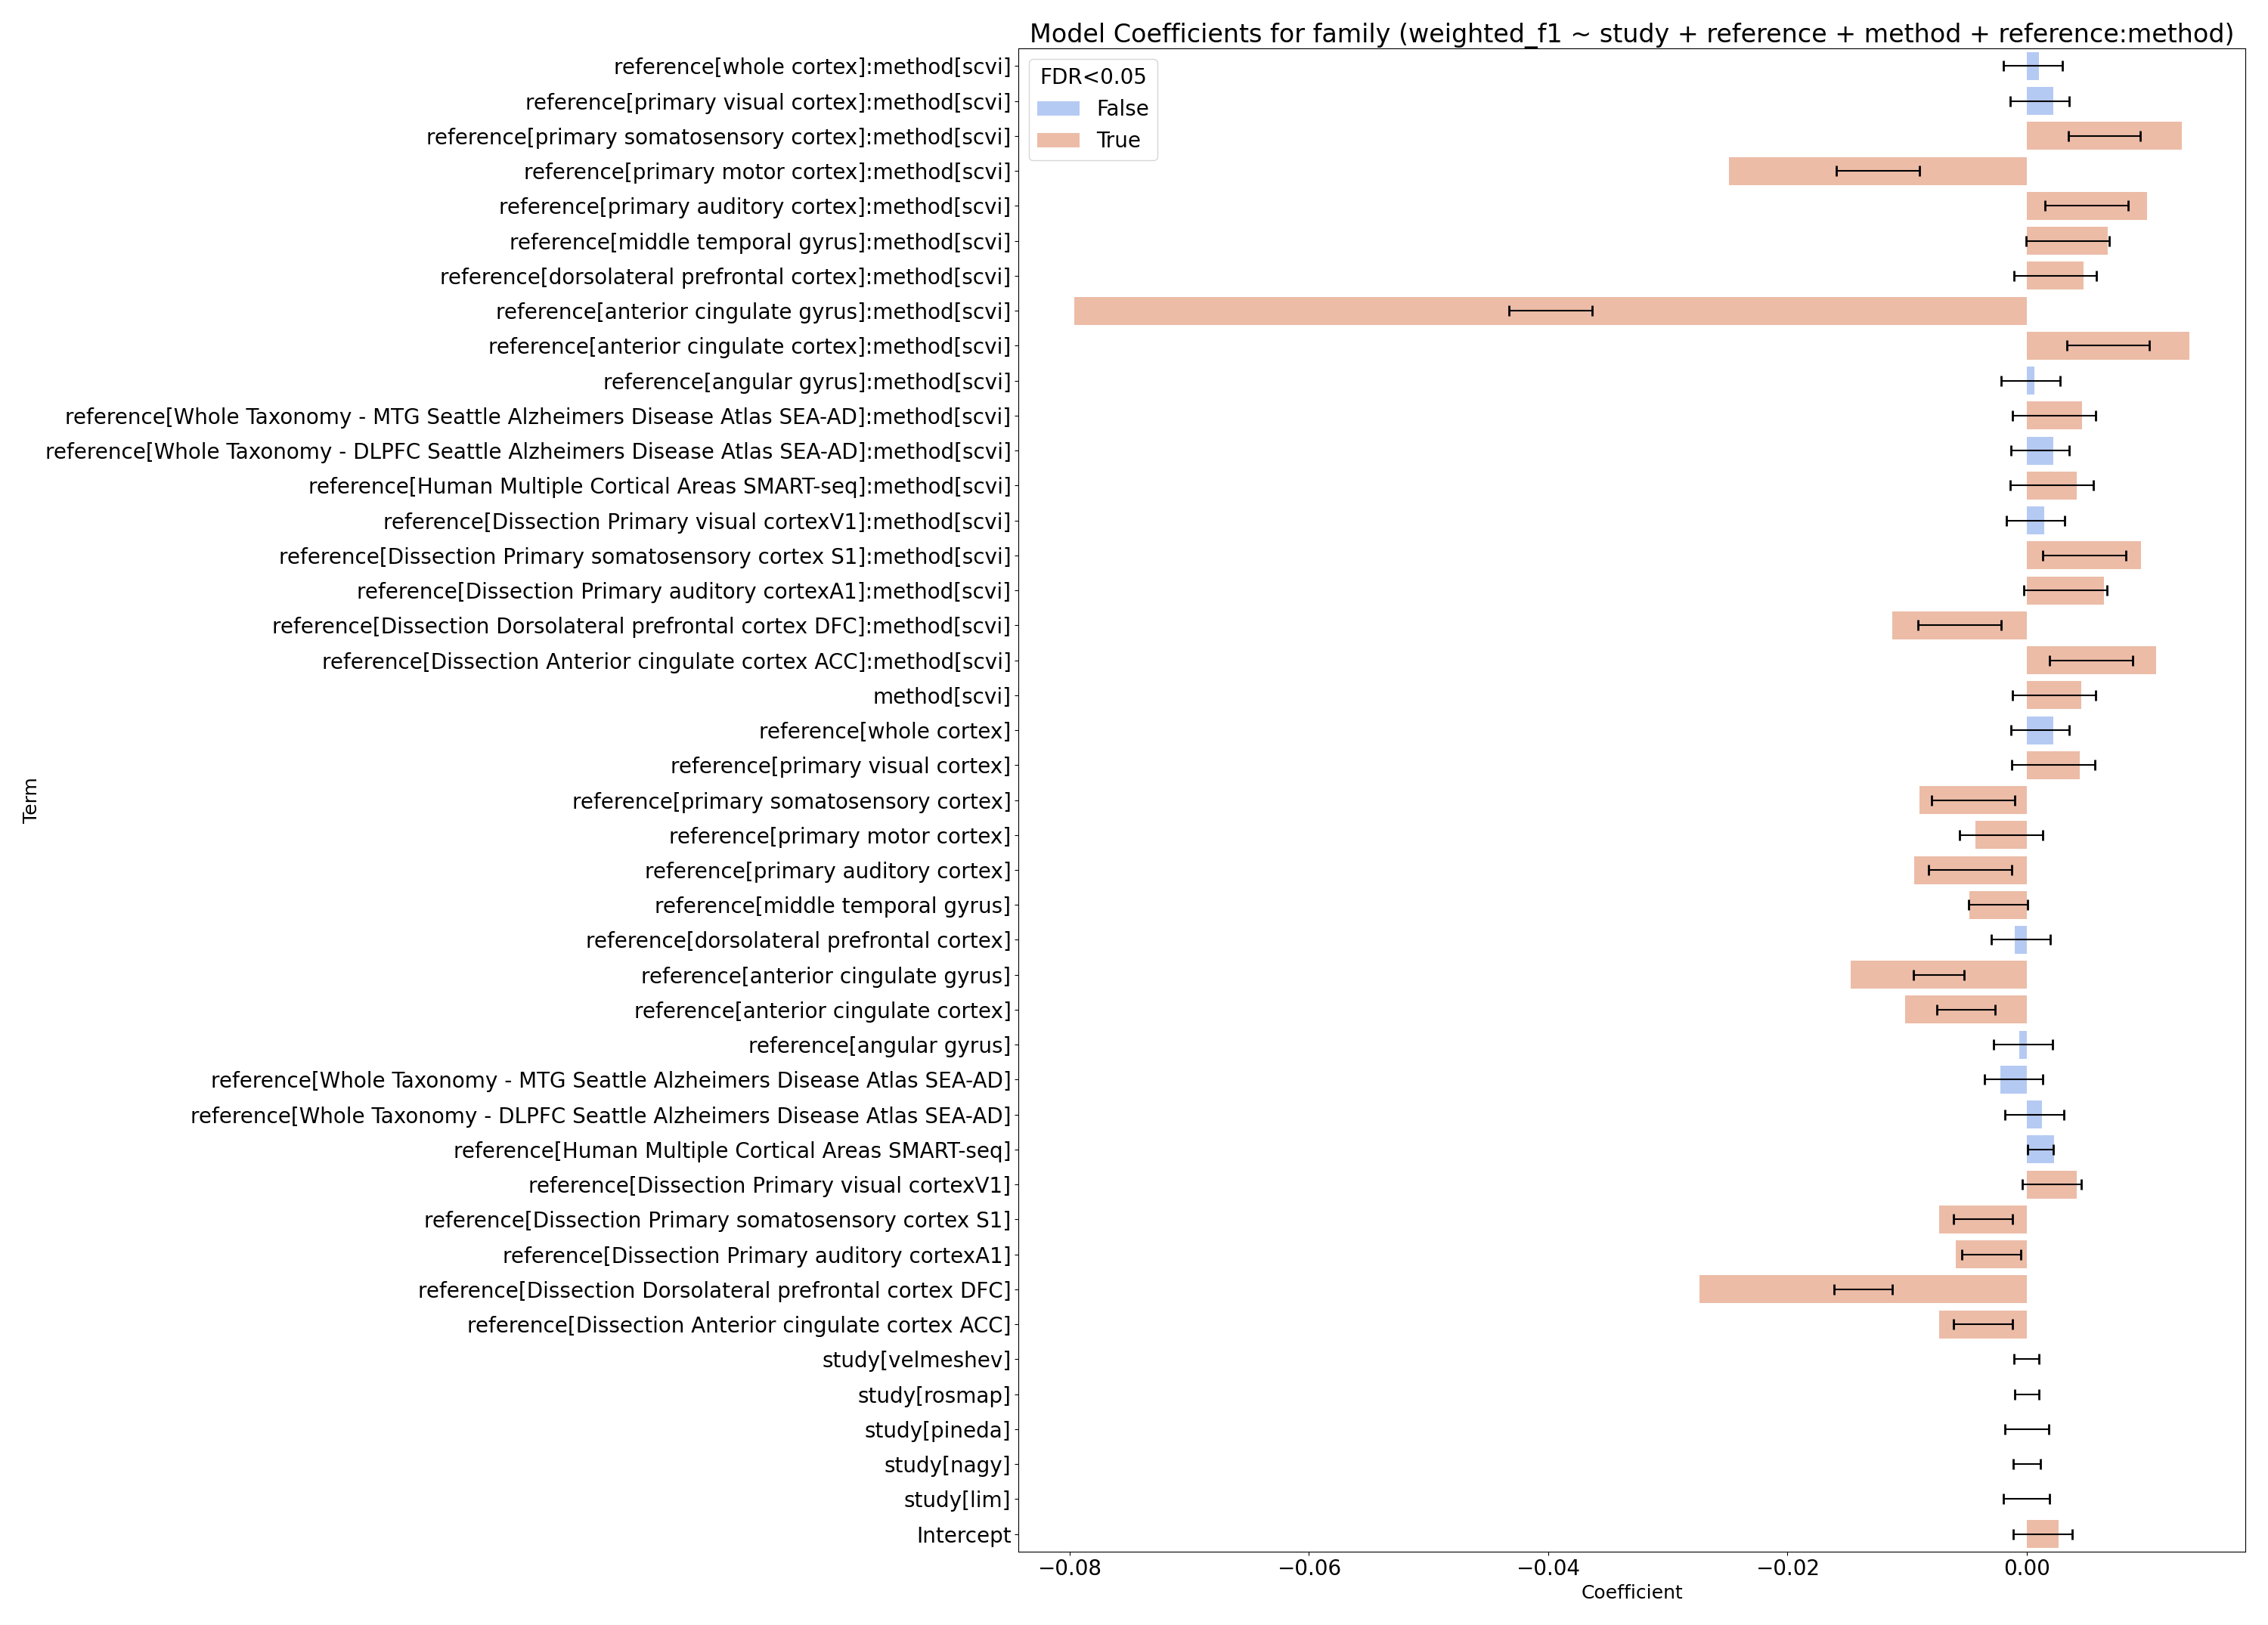 Model Coefficients for family (weighted_f1 ~ study + reference + method + reference:method)
FDR<0.05
False
True
reference[whole cortex]:method[scvi]
reference[primary visual cortex]:method[scvi]
reference[primary somatosensory cortex]:method[scvi]
reference[primary motor cortex]:method[scvi]
reference[primary auditory cortex]:method[scvi]
reference[middle temporal gyrus]:method[scvi]
reference[dorsolateral prefrontal cortex]:method[scvi]
reference[anterior cingulate gyrus]:method[scvi]
reference[anterior cingulate cortex]:method[scvi]
reference[angular gyrus]:method[scvi]
reference[Whole Taxonomy - MTG Seattle Alzheimers Disease Atlas SEA-AD]:method[scvi]
reference[Whole Taxonomy - DLPFC Seattle Alzheimers Disease Atlas SEA-AD]:method[scvi]
reference[Human Multiple Cortical Areas SMART-seq]:method[scvi]
reference[Dissection Primary visual cortexV1]:method[scvi]
reference[Dissection Primary somatosensory cortex S1]:method[scvi]
reference[Dissection Primary auditory cortexA1]:method[scvi]
reference[Dissection Dorsolateral prefrontal cortex DFC]:method[scvi]
reference[Dissection Anterior cingulate cortex ACC]:method[scvi]
method[scvi]
reference[whole cortex]
reference[primary visual cortex]
reference[primary somatosensory cortex]
reference[primary motor cortex]
reference[primary auditory cortex]
reference[middle temporal gyrus]
reference[dorsolateral prefrontal cortex]
reference[anterior cingulate gyrus]
reference[anterior cingulate cortex]
reference[angular gyrus]
reference[Whole Taxonomy - MTG Seattle Alzheimers Disease Atlas SEA-AD]
reference[Whole Taxonomy - DLPFC Seattle Alzheimers Disease Atlas SEA-AD]
reference[Human Multiple Cortical Areas SMART-seq]
reference[Dissection Primary visual cortexV1]
reference[Dissection Primary somatosensory cortex S1]
reference[Dissection Primary auditory cortexA1]
reference[Dissection Dorsolateral prefrontal cortex DFC]
reference[Dissection Anterior cingulate cortex ACC]
study[velmeshev]
study[rosmap]
study[pineda]
study[nagy]
study[lim]
Intercept
Term
−0.08 −0.06 −0.04 −0.02 0.00
Coefficient